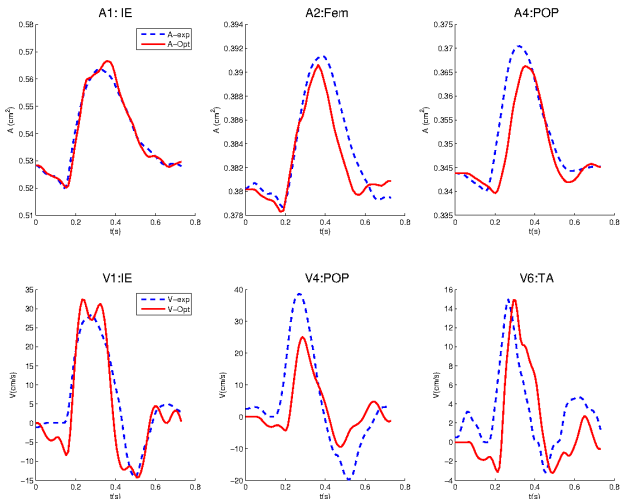 A1: IE
A2:Fem
A4:POP
0.58
0.57
0.56
0.55
0.54
0.53
0.52
0.51
A (cm²)
0 0.2 0.4 0.6 0.8
t(s)
A-exp
A-Opt
0.394
0.392
0.39
0.388
0.386
0.384
0.382
0.38
0.378
A (cm²)
0 0.2 0.4 0.6 0.8
t(s)
0.375
0.37
0.365
0.36
0.355
0.35
0.345
0.34
0.335
A (cm²)
0 0.2 0.4 0.6 0.8
t(s)
V1:IE
V4:POP
V6:TA
35
30
25
20
15
10
5
0
-5
-10
-15
V(cm/s)
0 0.2 0.4 0.6 0.8
t(s)
V-exp
V-Opt
40
30
20
10
0
-10
-20
V(cm/s)
0 0.2 0.4 0.6 0.8
t(s)
16
14
12
10
8
6
4
2
0
-2
-4
V(cm/s)
0 0.2 0.4 0.6 0.8
t(s)